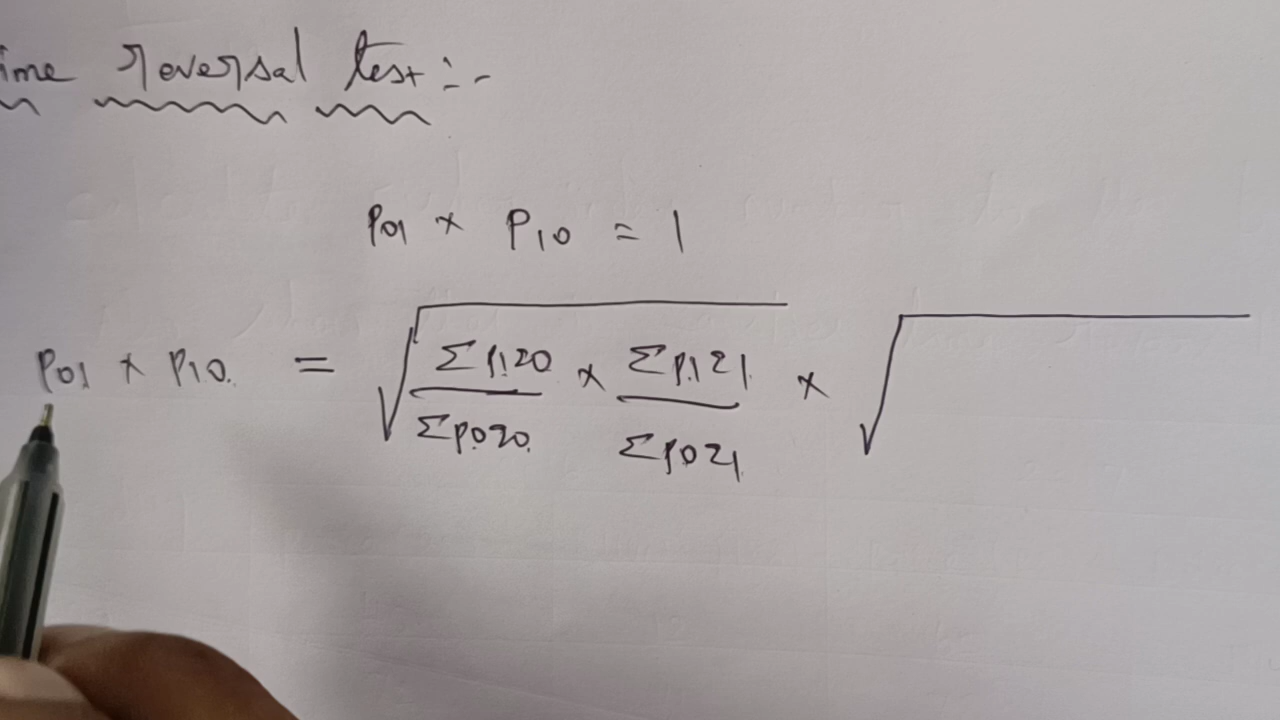 ime reversal test :-
P01 × P10 = 1
P01 × P10 = √(Σp1q0/Σp0q0 × Σp1q1/Σp0q1) × √